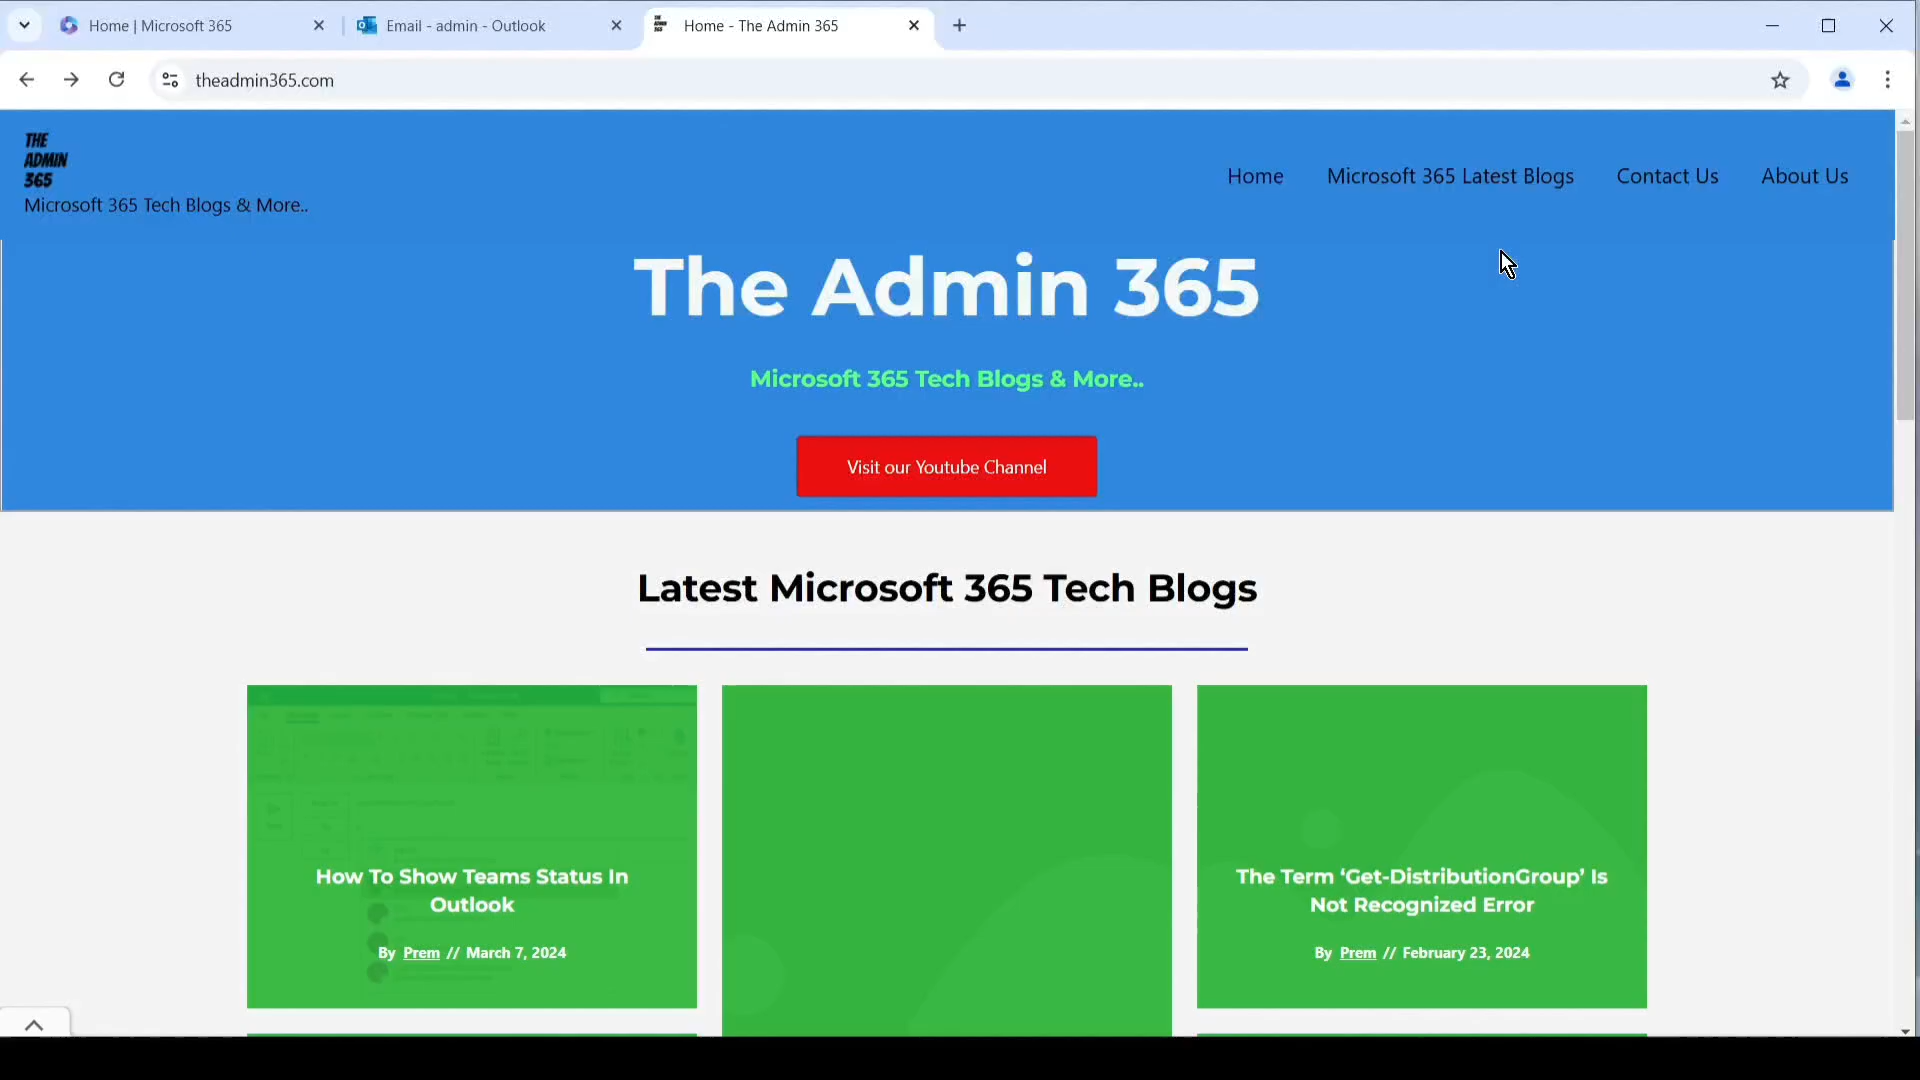 Home | Microsoft 365
Email - admin - Outlook
Home - The Admin 365
theadmin365.com
THE
ADMIN
365
Microsoft 365 Tech Blogs & More..
Home
Microsoft 365 Latest Blogs
Contact Us
About Us
The Admin 365
Microsoft 365 Tech Blogs & More..
Visit our Youtube Channel
Latest Microsoft 365 Tech Blogs
How To Show Teams Status In
Outlook
By Prem // March 7, 2024
The Term ‘Get-DistributionGroup’ Is
Not Recognized Error
By Prem // February 23, 2024